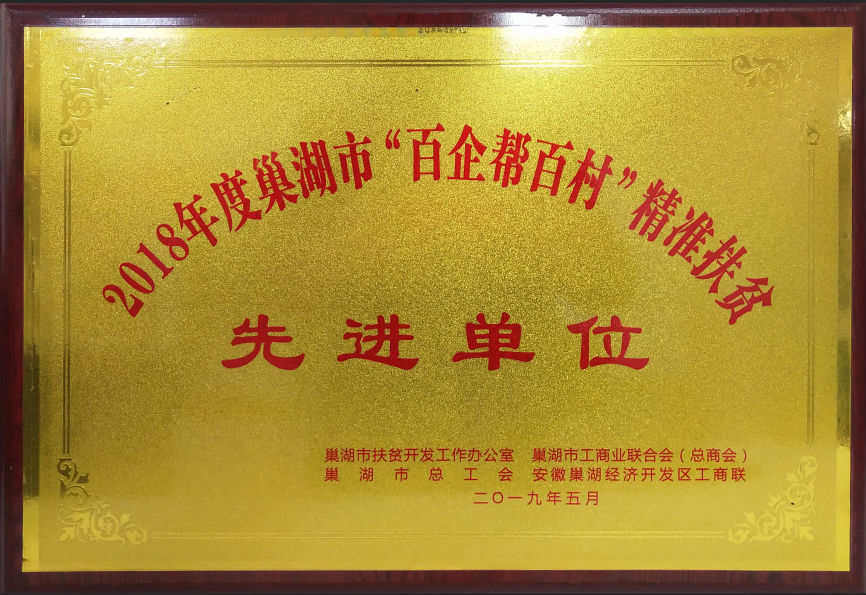 2018年度巢湖市“百企帮百村”精准扶贫
先进单位
巢湖市扶贫开发工作办公室 巢湖市工商业联合会（总商会）
巢湖市总工会 安徽巢湖经济开发区工商联
二〇一九年五月